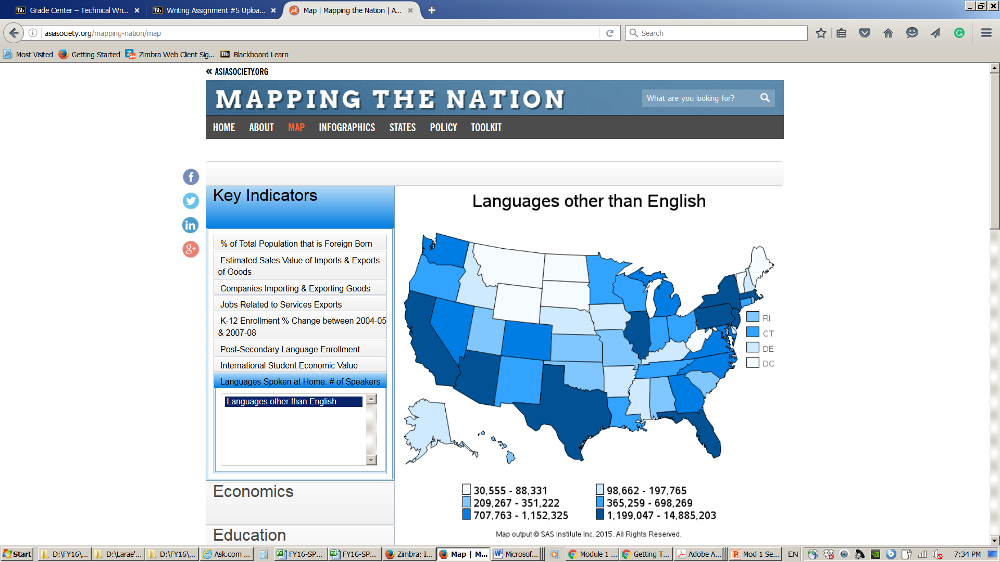 Grade Center – Technical Wri...
Writing Assignment #5 Uploa...
Map | Mapping the Nation | A...
asiasociety.org/mapping-nation/map
Search
Most Visited
Getting Started
Zimbra Web Client Sig...
Bb Blackboard Learn
« ASIASOCIETY.ORG
MAPPING THE NATION
What are you looking for?
HOME ABOUT MAP INFOGRAPHICS STATES POLICY TOOLKIT
Key Indicators
% of Total Population that is Foreign Born
Estimated Sales Value of Imports & Exports
of Goods
Companies Importing & Exporting Goods
Jobs Related to Services Exports
K-12 Enrollment % Change between 2004-05
& 2007-08
Post-Secondary Language Enrollment
International Student Economic Value
Languages Spoken at Home: # of Speakers
Languages other than English
Economics
Education
Languages other than English
RI
CT
DE
DC
30,555 - 88,331
98,662 - 197,765
209,267 - 351,222
365,259 - 698,269
707,763 - 1,152,325
1,199,047 - 14,885,203
Map output © SAS Institute Inc. 2015. All Rights Reserved.
Start
D:\FY16\...
D:\Larae'...
D:\FY16\...
Ask.com ...
FY16-SP...
FY16-SP...
Zimbra: I...
Map | M...
Microsof...
Module 1 ...
Getting T...
Adobe A...
Mod 1 Se...
EN
7:34 PM